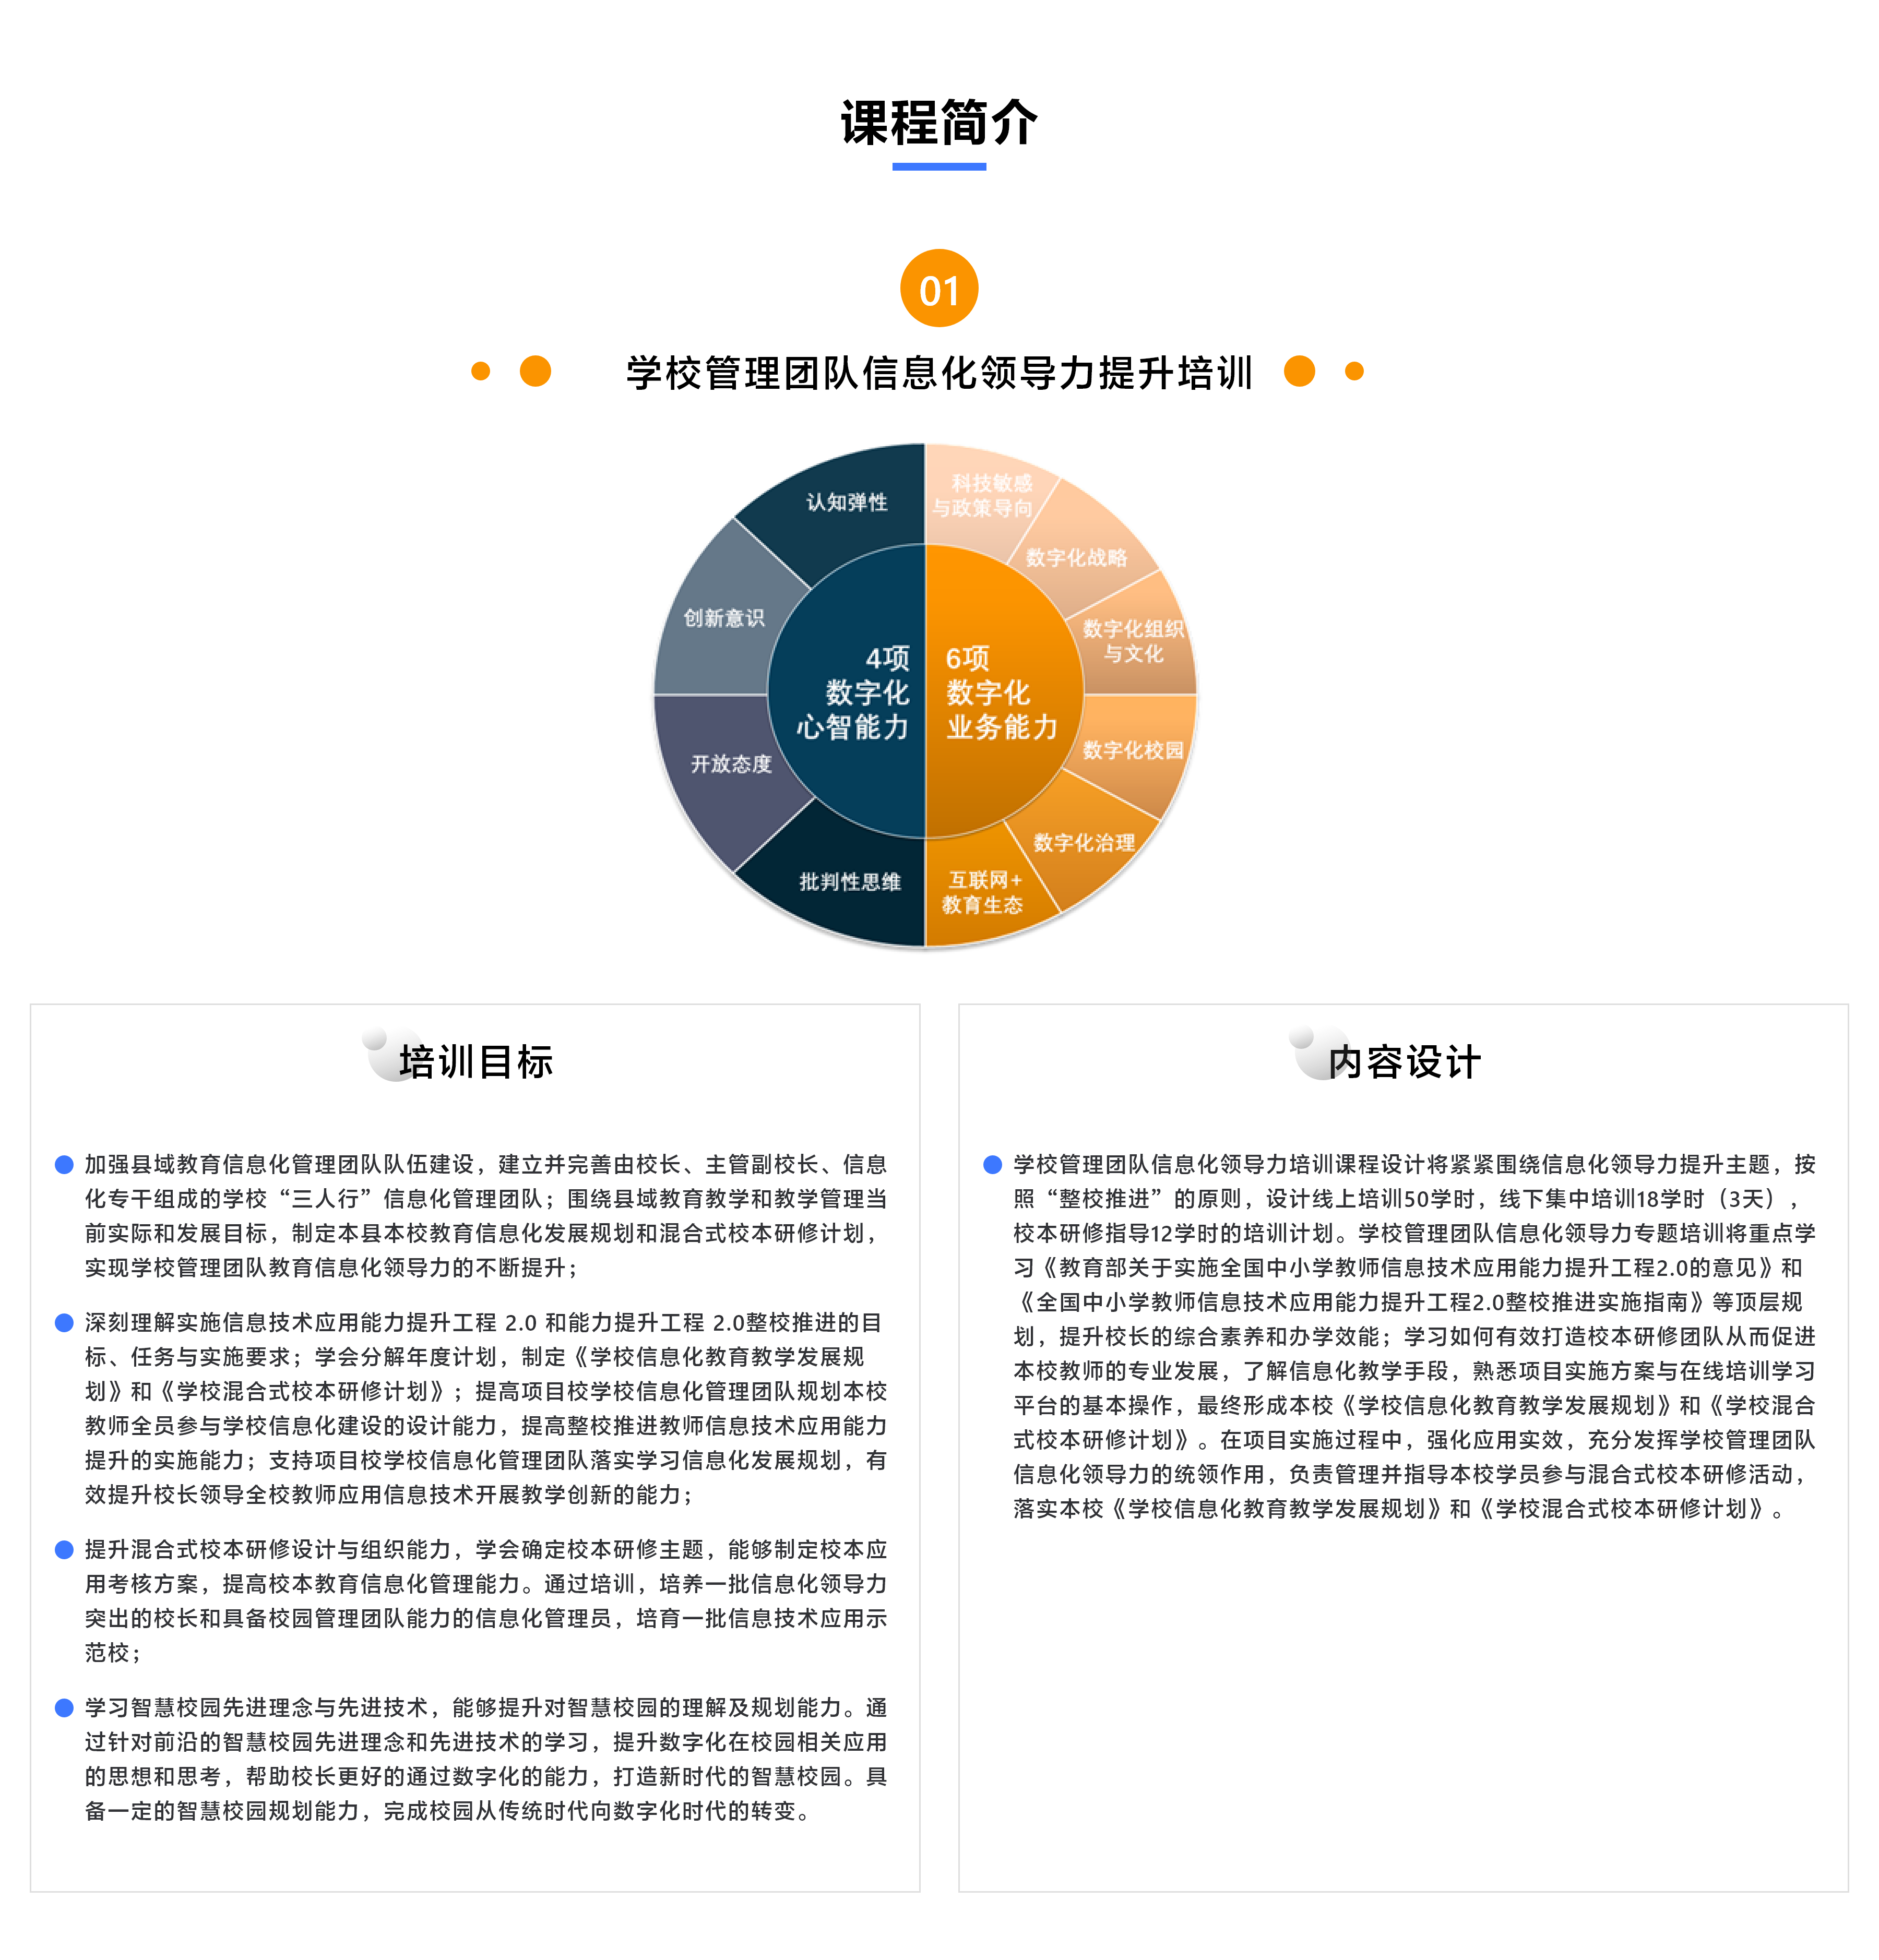 课程简介
01
学校管理团队信息化领导力提升培训
认知弹性
科技敏感
与政策导向
数字化战略
创新意识
数字化组织
与文化
4项
数字化
心智能力
6项
数字化
业务能力
开放态度
数字化校园
数字化治理
批判性思维
互联网+
教育生态
培训目标
加强县域教育信息化管理团队队伍建设，建立并完善由校长、主管副校长、信息
化专干组成的学校“三人行”信息化管理团队；围绕县域教育教学和教学管理当
前实际和发展目标，制定本县本校教育信息化发展规划和混合式校本研修计划，
实现学校管理团队教育信息化领导力的不断提升；
深刻理解实施信息技术应用能力提升工程 2.0 和能力提升工程 2.0整校推进的目
标、任务与实施要求；学会分解年度计划，制定《学校信息化教育教学发展规
划》和《学校混合式校本研修计划》；提高项目校学校信息化管理团队规划本校
教师全员参与学校信息化建设的设计能力，提高整校推进教师信息技术应用能力
提升的实施能力；支持项目校学校信息化管理团队落实学习信息化发展规划，有
效提升校长领导全校教师应用信息技术开展教学创新的能力；
提升混合式校本研修设计与组织能力，学会确定校本研修主题，能够制定校本应
用考核方案，提高校本教育信息化管理能力。通过培训，培养一批信息化领导力
突出的校长和具备校园管理团队能力的信息化管理员，培育一批信息技术应用示
范校；
学习智慧校园先进理念与先进技术，能够提升对智慧校园的理解及规划能力。通
过针对前沿的智慧校园先进理念和先进技术的学习，提升数字化在校园相关应用
的思想和思考，帮助校长更好的通过数字化的能力，打造新时代的智慧校园。具
备一定的智慧校园规划能力，完成校园从传统时代向数字化时代的转变。
内容设计
学校管理团队信息化领导力培训课程设计将紧紧围绕信息化领导力提升主题，按
照“整校推进”的原则，设计线上培训50学时，线下集中培训18学时（3天），
校本研修指导12学时的培训计划。学校管理团队信息化领导力专题培训将重点学
习《教育部关于实施全国中小学教师信息技术应用能力提升工程2.0的意见》和
《全国中小学教师信息技术应用能力提升工程2.0整校推进实施指南》等顶层规
划，提升校长的综合素养和办学效能；学习如何有效打造校本研修团队从而促进
本校教师的专业发展，了解信息化教学手段，熟悉项目实施方案与在线培训学习
平台的基本操作，最终形成本校《学校信息化教育教学发展规划》和《学校混合
式校本研修计划》。在项目实施过程中，强化应用实效，充分发挥学校管理团队
信息化领导力的统领作用，负责管理并指导本校学员参与混合式校本研修活动，
落实本校《学校信息化教育教学发展规划》和《学校混合式校本研修计划》。